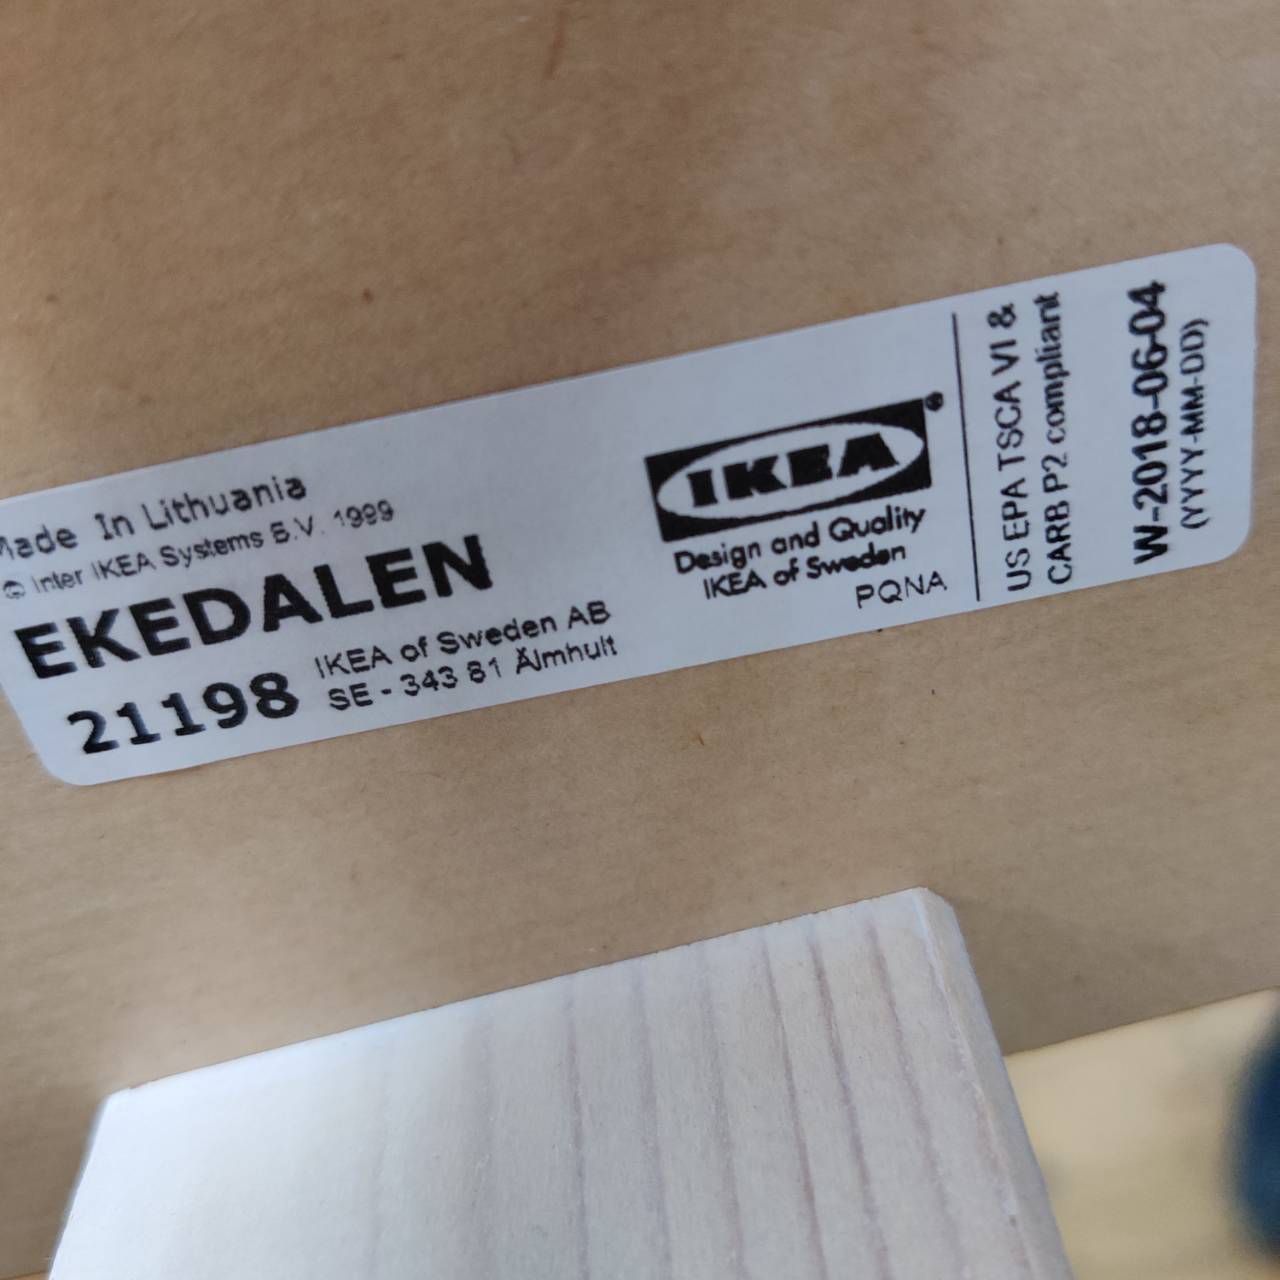 Made In Lithuania
© Inter IKEA Systems B.V. 1999
EKEDALEN
21198
IKEA of Sweden AB
SE - 343 81 Älmhult
IKEA®
Design and Quality
IKEA of Sweden
PQNA
US EPA TSCA VI &
CARB P2 compliant
W-2018-06-04
(YYYY-MM-DD)